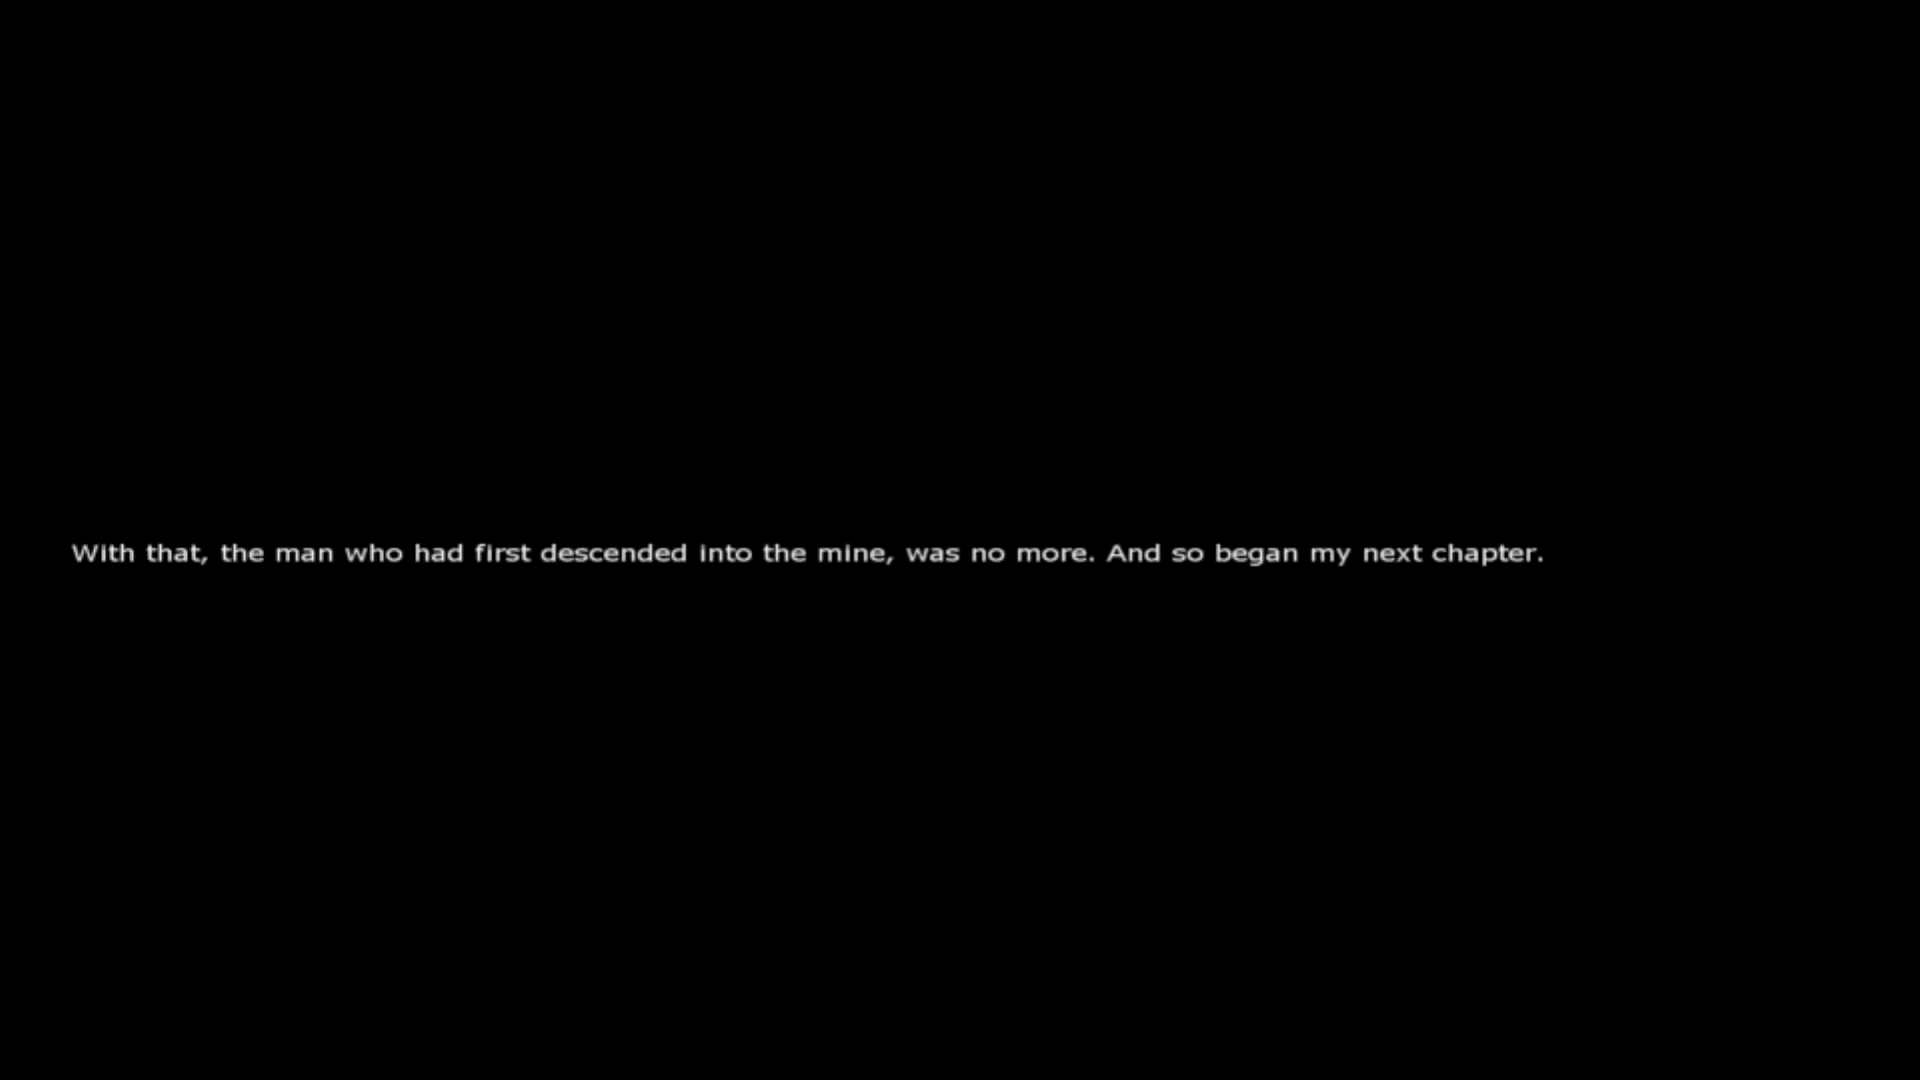 With that, the man who had first descended into the mine, was no more. And so began my next chapter.